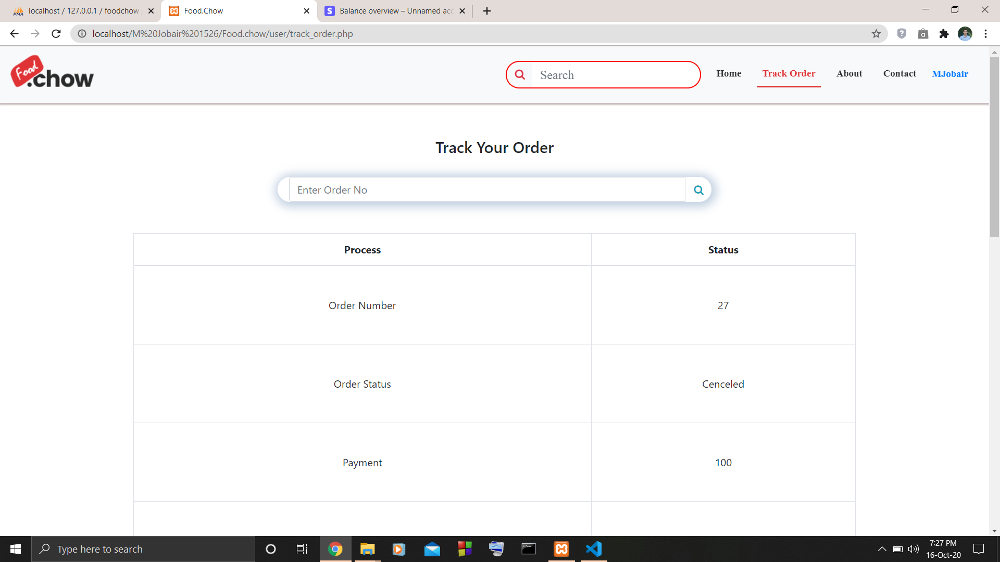 localhost / 127.0.0.1 / foodchow
Food.Chow
Balance overview – Unnamed acc
localhost/M%20Jobair%201526/Food.chow/user/track_order.php
Food
.chow
Search
Home
Track Order
About
Contact
MJobair
Track Your Order
Enter Order No
Process
Status
Order Number
27
Order Status
Cenceled
Payment
100
Type here to search
7:27 PM
16-Oct-20